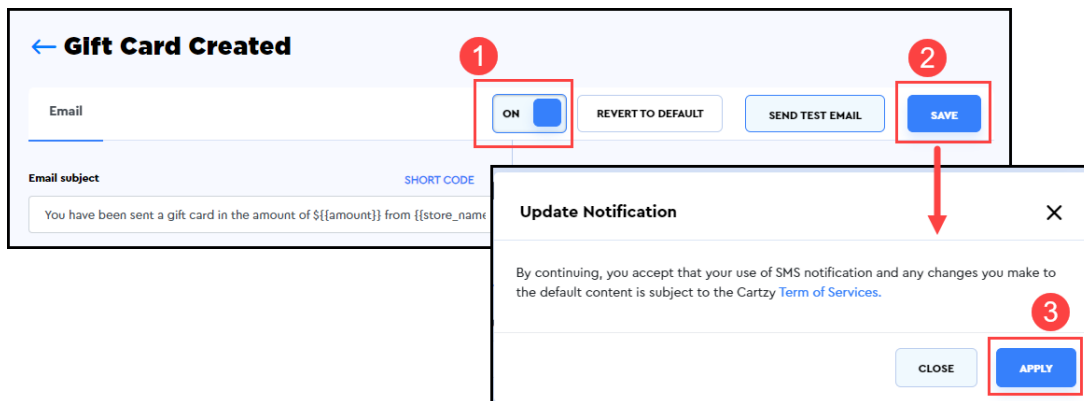 ← Gift Card Created
1
2
Email
ON
REVERT TO DEFAULT
SEND TEST EMAIL
SAVE
Email subject
SHORT CODE
You have been sent a gift card in the amount of ${{amount}} from {{store_name
Update Notification
By continuing, you accept that your use of SMS notification and any changes you make to
the default content is subject to the Cartzy Term of Services.
3
CLOSE
APPLY